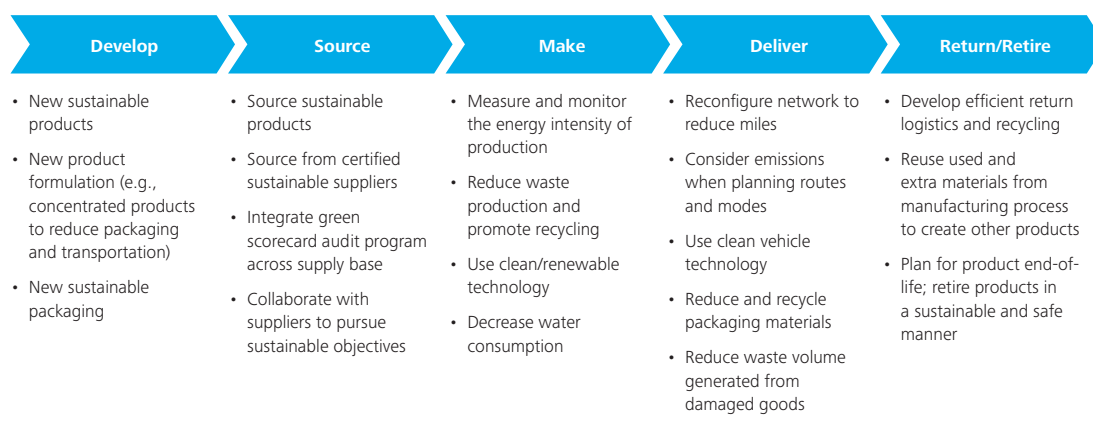 Develop
Source
Make
Deliver
Return/Retire
• New sustainable
products
• New product
formulation (e.g.,
concentrated products
to reduce packaging
and transportation)
• New sustainable
packaging
• Source sustainable
products
• Source from certified
sustainable suppliers
• Integrate green
scorecard audit program
across supply base
• Collaborate with
suppliers to pursue
sustainable objectives
• Measure and monitor
the energy intensity of
production
• Reduce waste
production and
promote recycling
• Use clean/renewable
technology
• Decrease water
consumption
• Reconfigure network to
reduce miles
• Consider emissions
when planning routes
and modes
• Use clean vehicle
technology
• Reduce and recycle
packaging materials
• Reduce waste volume
generated from
damaged goods
• Develop efficient return
logistics and recycling
• Reuse used and
extra materials from
manufacturing process
to create other products
• Plan for product end-of-
life; retire products in
a sustainable and safe
manner